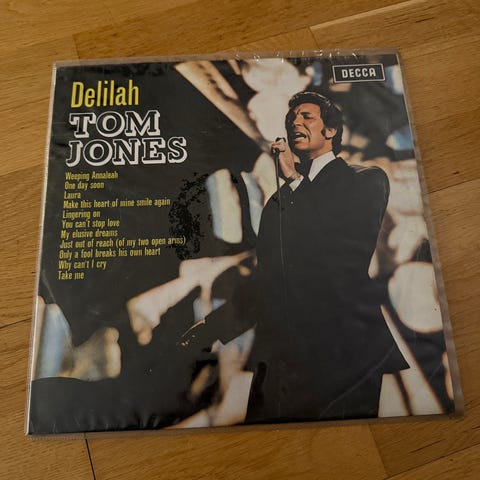 DECCA
Delilah
TOM
JONES
Weeping Annaleah
One day soon
Laura
Make this heart of mine smile again
Lingering on
You can't stop love
My elusive dreams
Just out of reach (of my two open arms)
Only a fool breaks his own heart
Why can't I cry
Take me